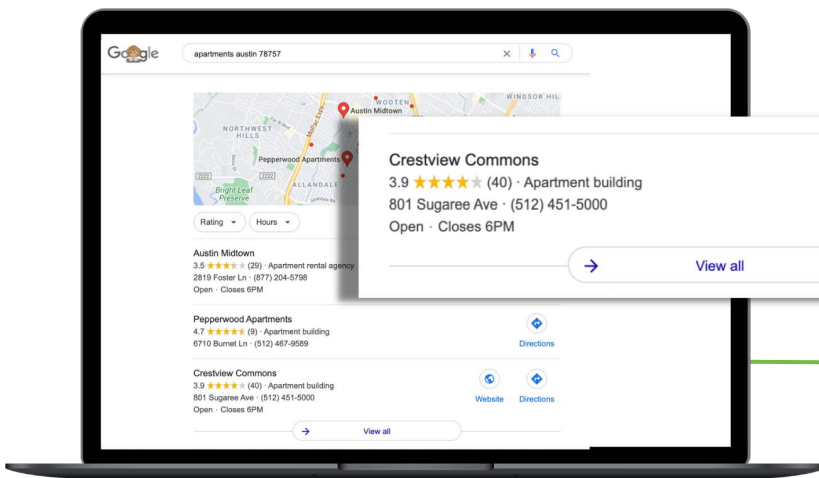 Google
apartments austin 78757
WOOTEN
WINDSOR HIL
Austin Midtown
NORTHWEST
HILLS
MoPac Expy
Pepperwood Apartments
2222
2222
Bright Leaf
Preserve
ALLANDALE
Rating
Hours
Austin Midtown
3.5 (29) · Apartment rental agency
2819 Foster Ln · (877) 204-5798
Open · Closes 6PM
Pepperwood Apartments
4.7 (9) · Apartment building
6710 Burnet Ln · (512) 467-9589
Directions
Crestview Commons
3.9 (40) · Apartment building
801 Sugaree Ave · (512) 451-5000
Open · Closes 6PM
Website Directions
View all
Crestview Commons
3.9 (40) · Apartment building
801 Sugaree Ave · (512) 451-5000
Open · Closes 6PM
View all